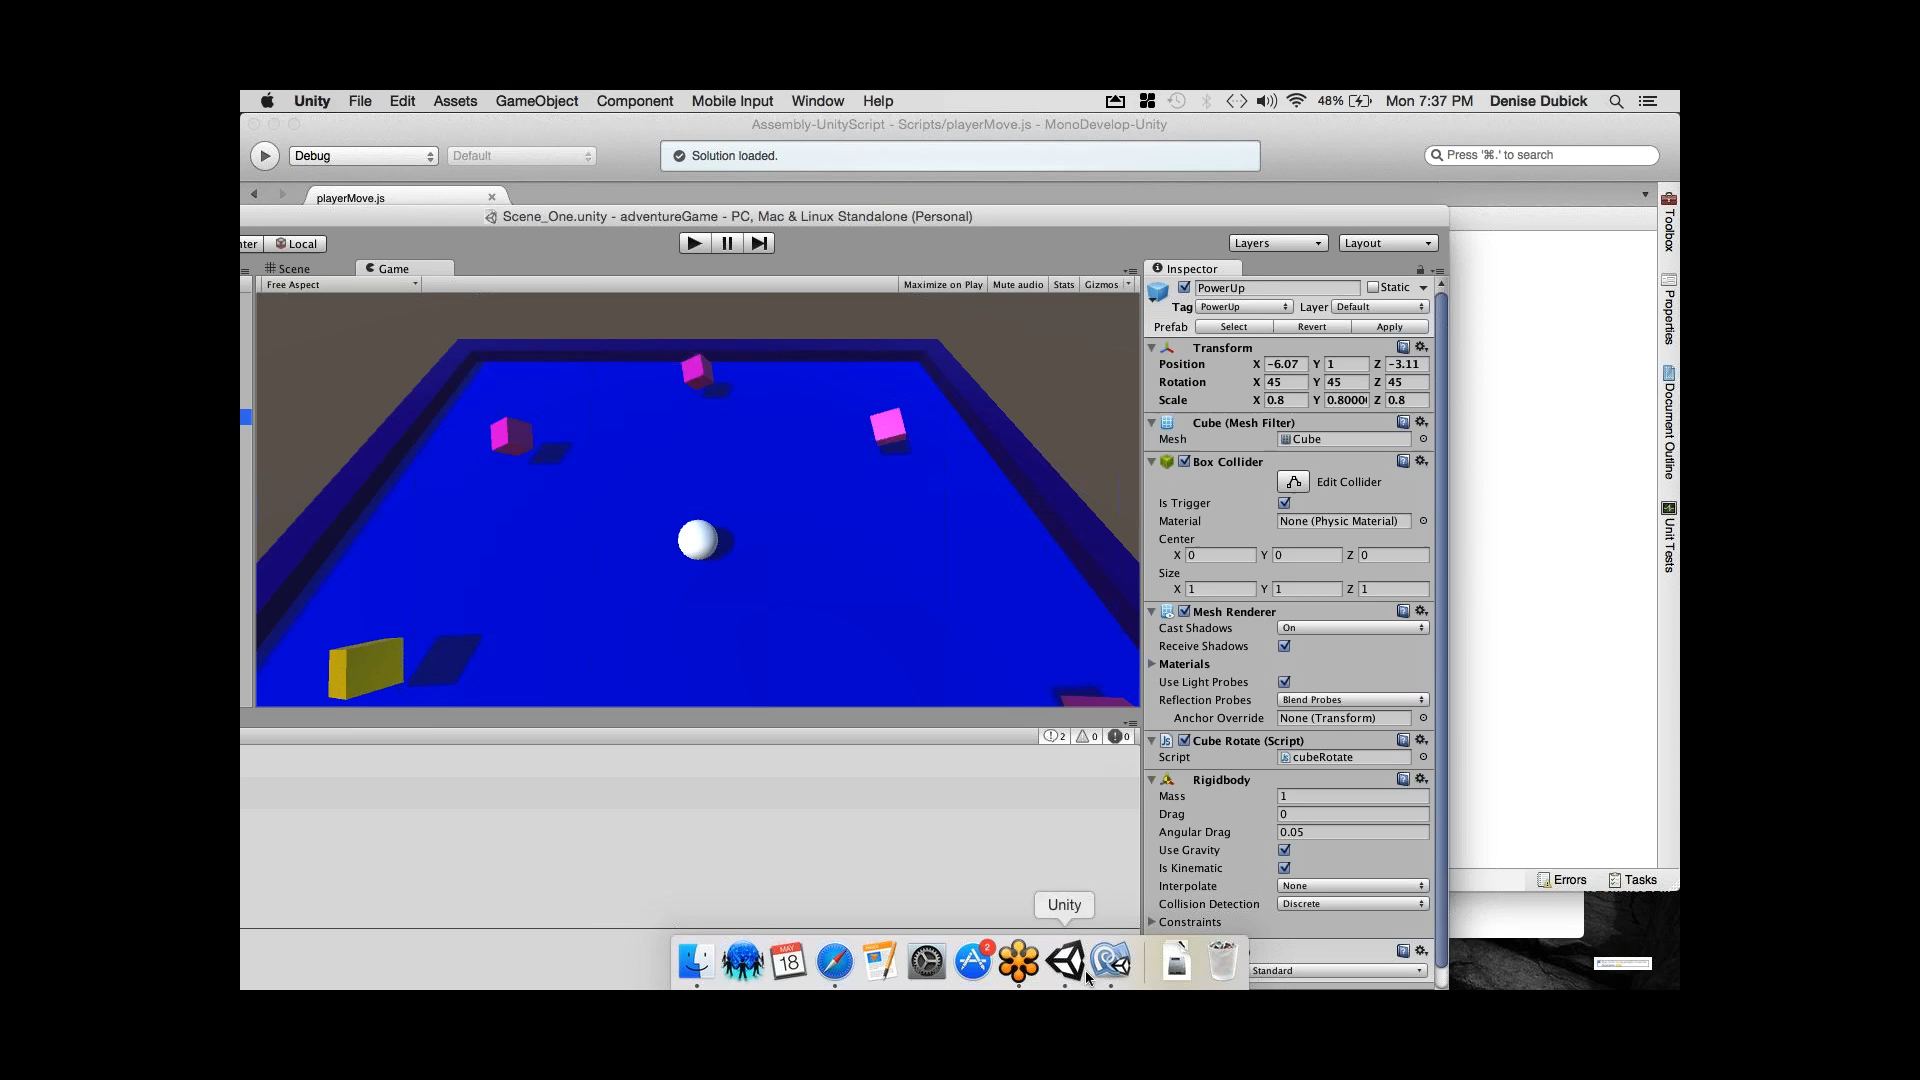 Unity File Edit Assets GameObject Component Mobile Input Window Help 48% Mon 7:37 PM Denise Dubick
Assembly-UnityScript - Scripts/playerMove.js - MonoDevelop-Unity
Debug Default Solution loaded. Press '⌘.' to search
playerMove.js
Scene_One.unity - adventureGame - PC, Mac & Linux Standalone (Personal)
nter Local Layers Layout
Scene Game Inspector
Free Aspect Maximize on Play Mute audio Stats Gizmos
PowerUp Static
Tag PowerUp Layer Default
Prefab Select Revert Apply
Transform
Position X -6.07 Y 1 Z -3.11
Rotation X 45 Y 45 Z 45
Scale X 0.8 Y 0.8000 Z 0.8
Cube (Mesh Filter)
Mesh Cube
Box Collider
Edit Collider
Is Trigger
Material None (Physic Material)
Center
X 0 Y 0 Z 0
Size
X 1 Y 1 Z 1
Mesh Renderer
Cast Shadows On
Receive Shadows
Materials
Use Light Probes
Reflection Probes Blend Probes
Anchor Override None (Transform)
2 0 0
Cube Rotate (Script)
Script cubeRotate
Rigidbody
Mass 1
Drag 0
Angular Drag 0.05
Use Gravity
Is Kinematic
Interpolate None
Collision Detection Discrete
Constraints
Standard
Toolbox
Properties
Document Outline
Unit Tests
Errors Tasks
Unity
MAY
18
2